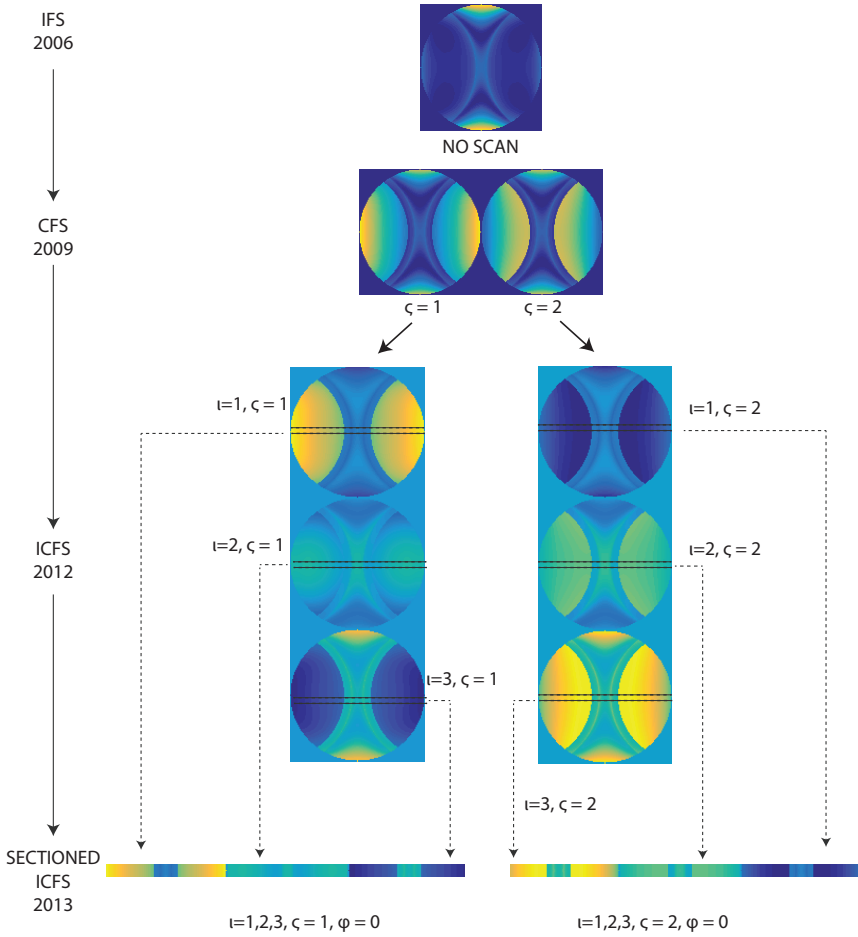 IFS
2006
NO SCAN
CFS
2009
ς = 1
ς = 2
ι=1, ς = 1
ι=1, ς = 2
ICFS
2012
ι=2, ς = 1
ι=2, ς = 2
ι=3, ς = 1
ι=3, ς = 2
SECTIONED
ICFS
2013
ι=1,2,3, ς = 1, φ = 0
ι=1,2,3, ς = 2, φ = 0